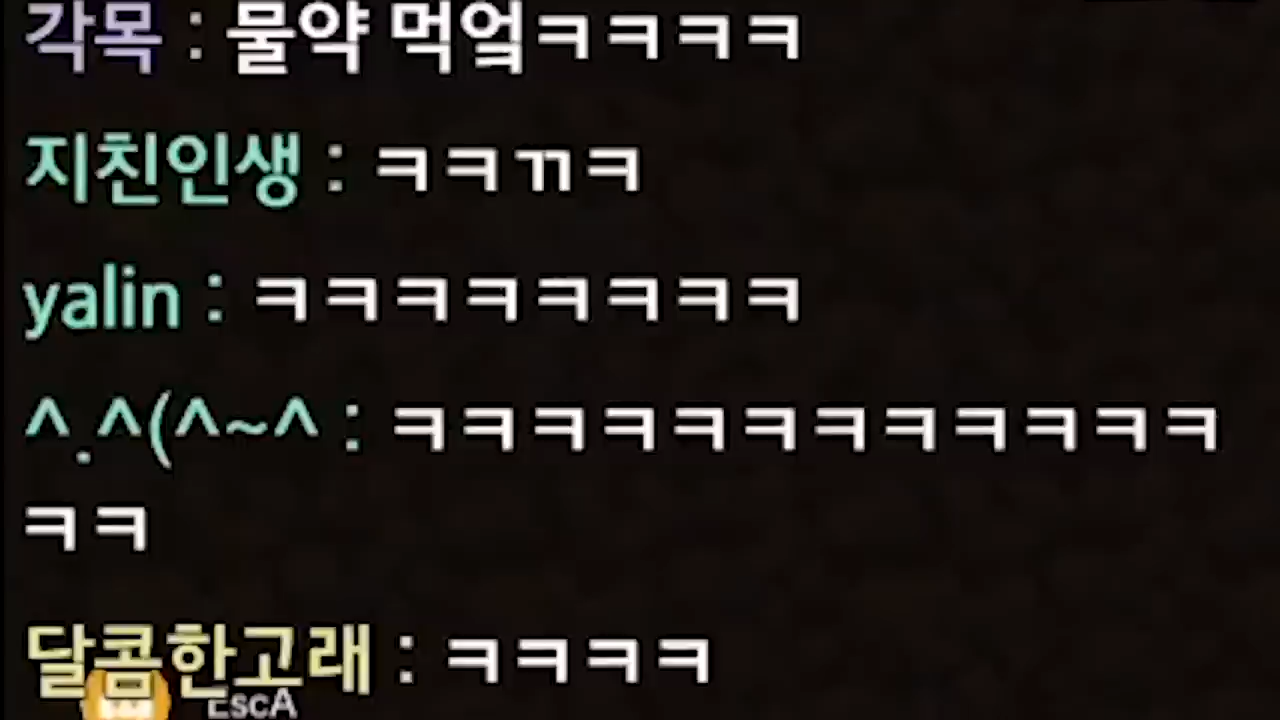 각목 : 물약 먹엌ㅋㅋㅋㅋ
지친인생 : ㅋㅋㄲㅋ
yalin : ㅋㅋㅋㅋㅋㅋㅋㅋ
^.^(^~^ : ㅋㅋㅋㅋㅋㅋㅋㅋㅋㅋㅋㅋ
ㅋㅋ
달콤한고래 : ㅋㅋㅋㅋ
EscA